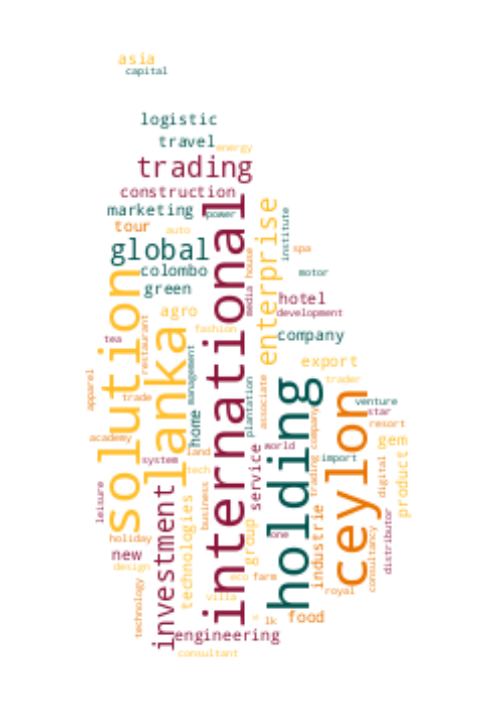 asia
capital
logistic
travel
energy
trading
construction
marketing
power
tour
auto
international
enterprise
institute
global
spa
colombo
house
motor
green
solution
media
hotel
agro
development
lanka
fashion
company
tea
restaurant
management
export
apparel
trade
plantation
associate
holding
trader
ceylon
venture
star
home
company
resort
academy
land
world
gem
system
tech
service
trading
import
digital
product
leisure
investment
technologies
business
group
one
industrie
consultancy
distributor
holiday
new
design
eco
farm
technology
villa
royal
e
lk
food
engineering
consultant